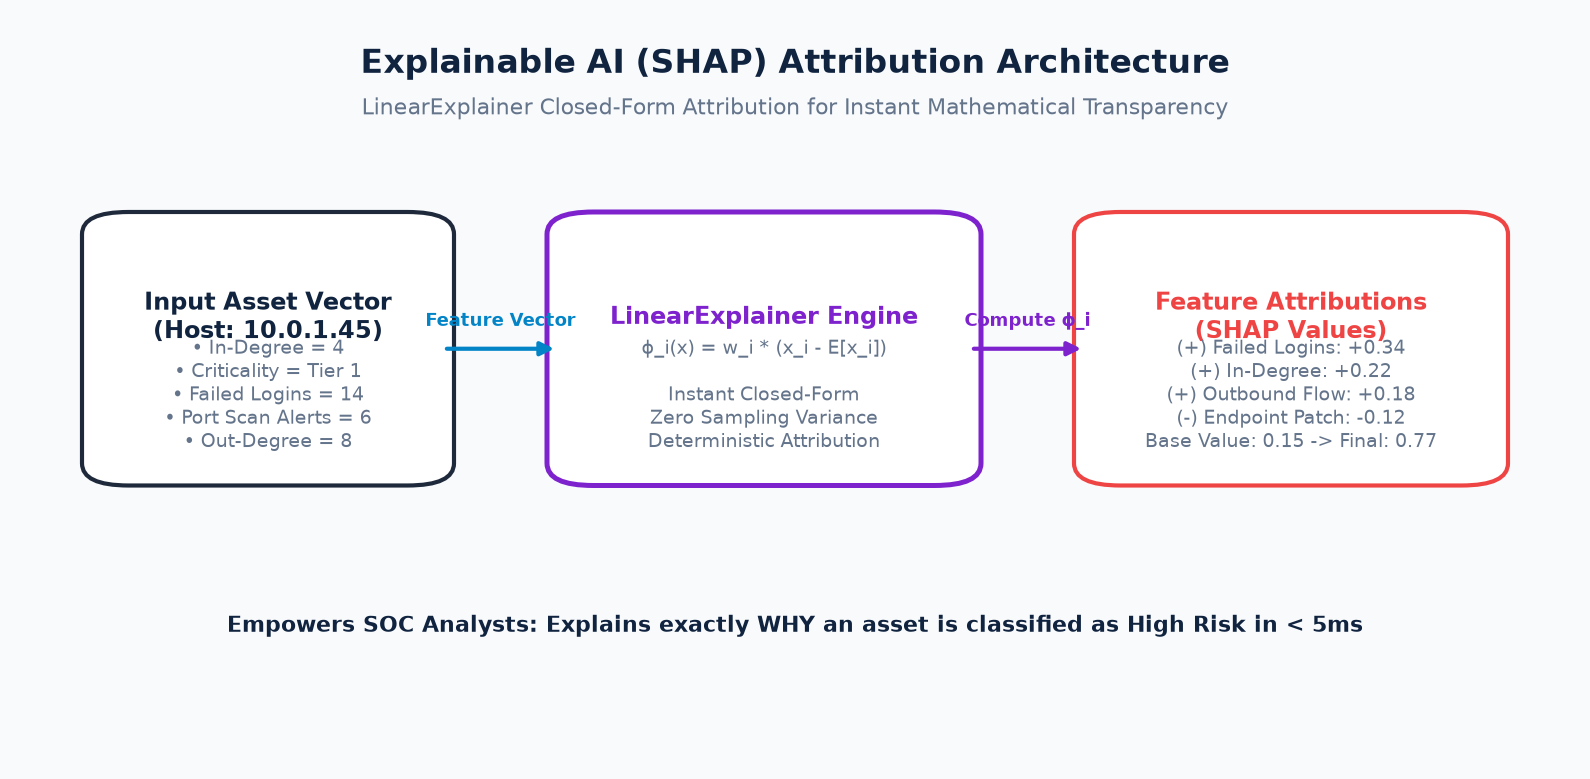 Explainable AI (SHAP) Attribution Architecture
LinearExplainer Closed-Form Attribution for Instant Mathematical Transparency
Input Asset Vector
(Host: 10.0.1.45)
• In-Degree = 4
• Criticality = Tier 1
• Failed Logins = 14
• Port Scan Alerts = 6
• Out-Degree = 8
Feature Vector
LinearExplainer Engine
ϕ_i(x) = w_i * (x_i - E[x_i])
Instant Closed-Form
Zero Sampling Variance
Deterministic Attribution
Compute ϕ_i
Feature Attributions
(SHAP Values)
(+) Failed Logins: +0.34
(+) In-Degree: +0.22
(+) Outbound Flow: +0.18
(-) Endpoint Patch: -0.12
Base Value: 0.15 -> Final: 0.77
Empowers SOC Analysts: Explains exactly WHY an asset is classified as High Risk in < 5ms